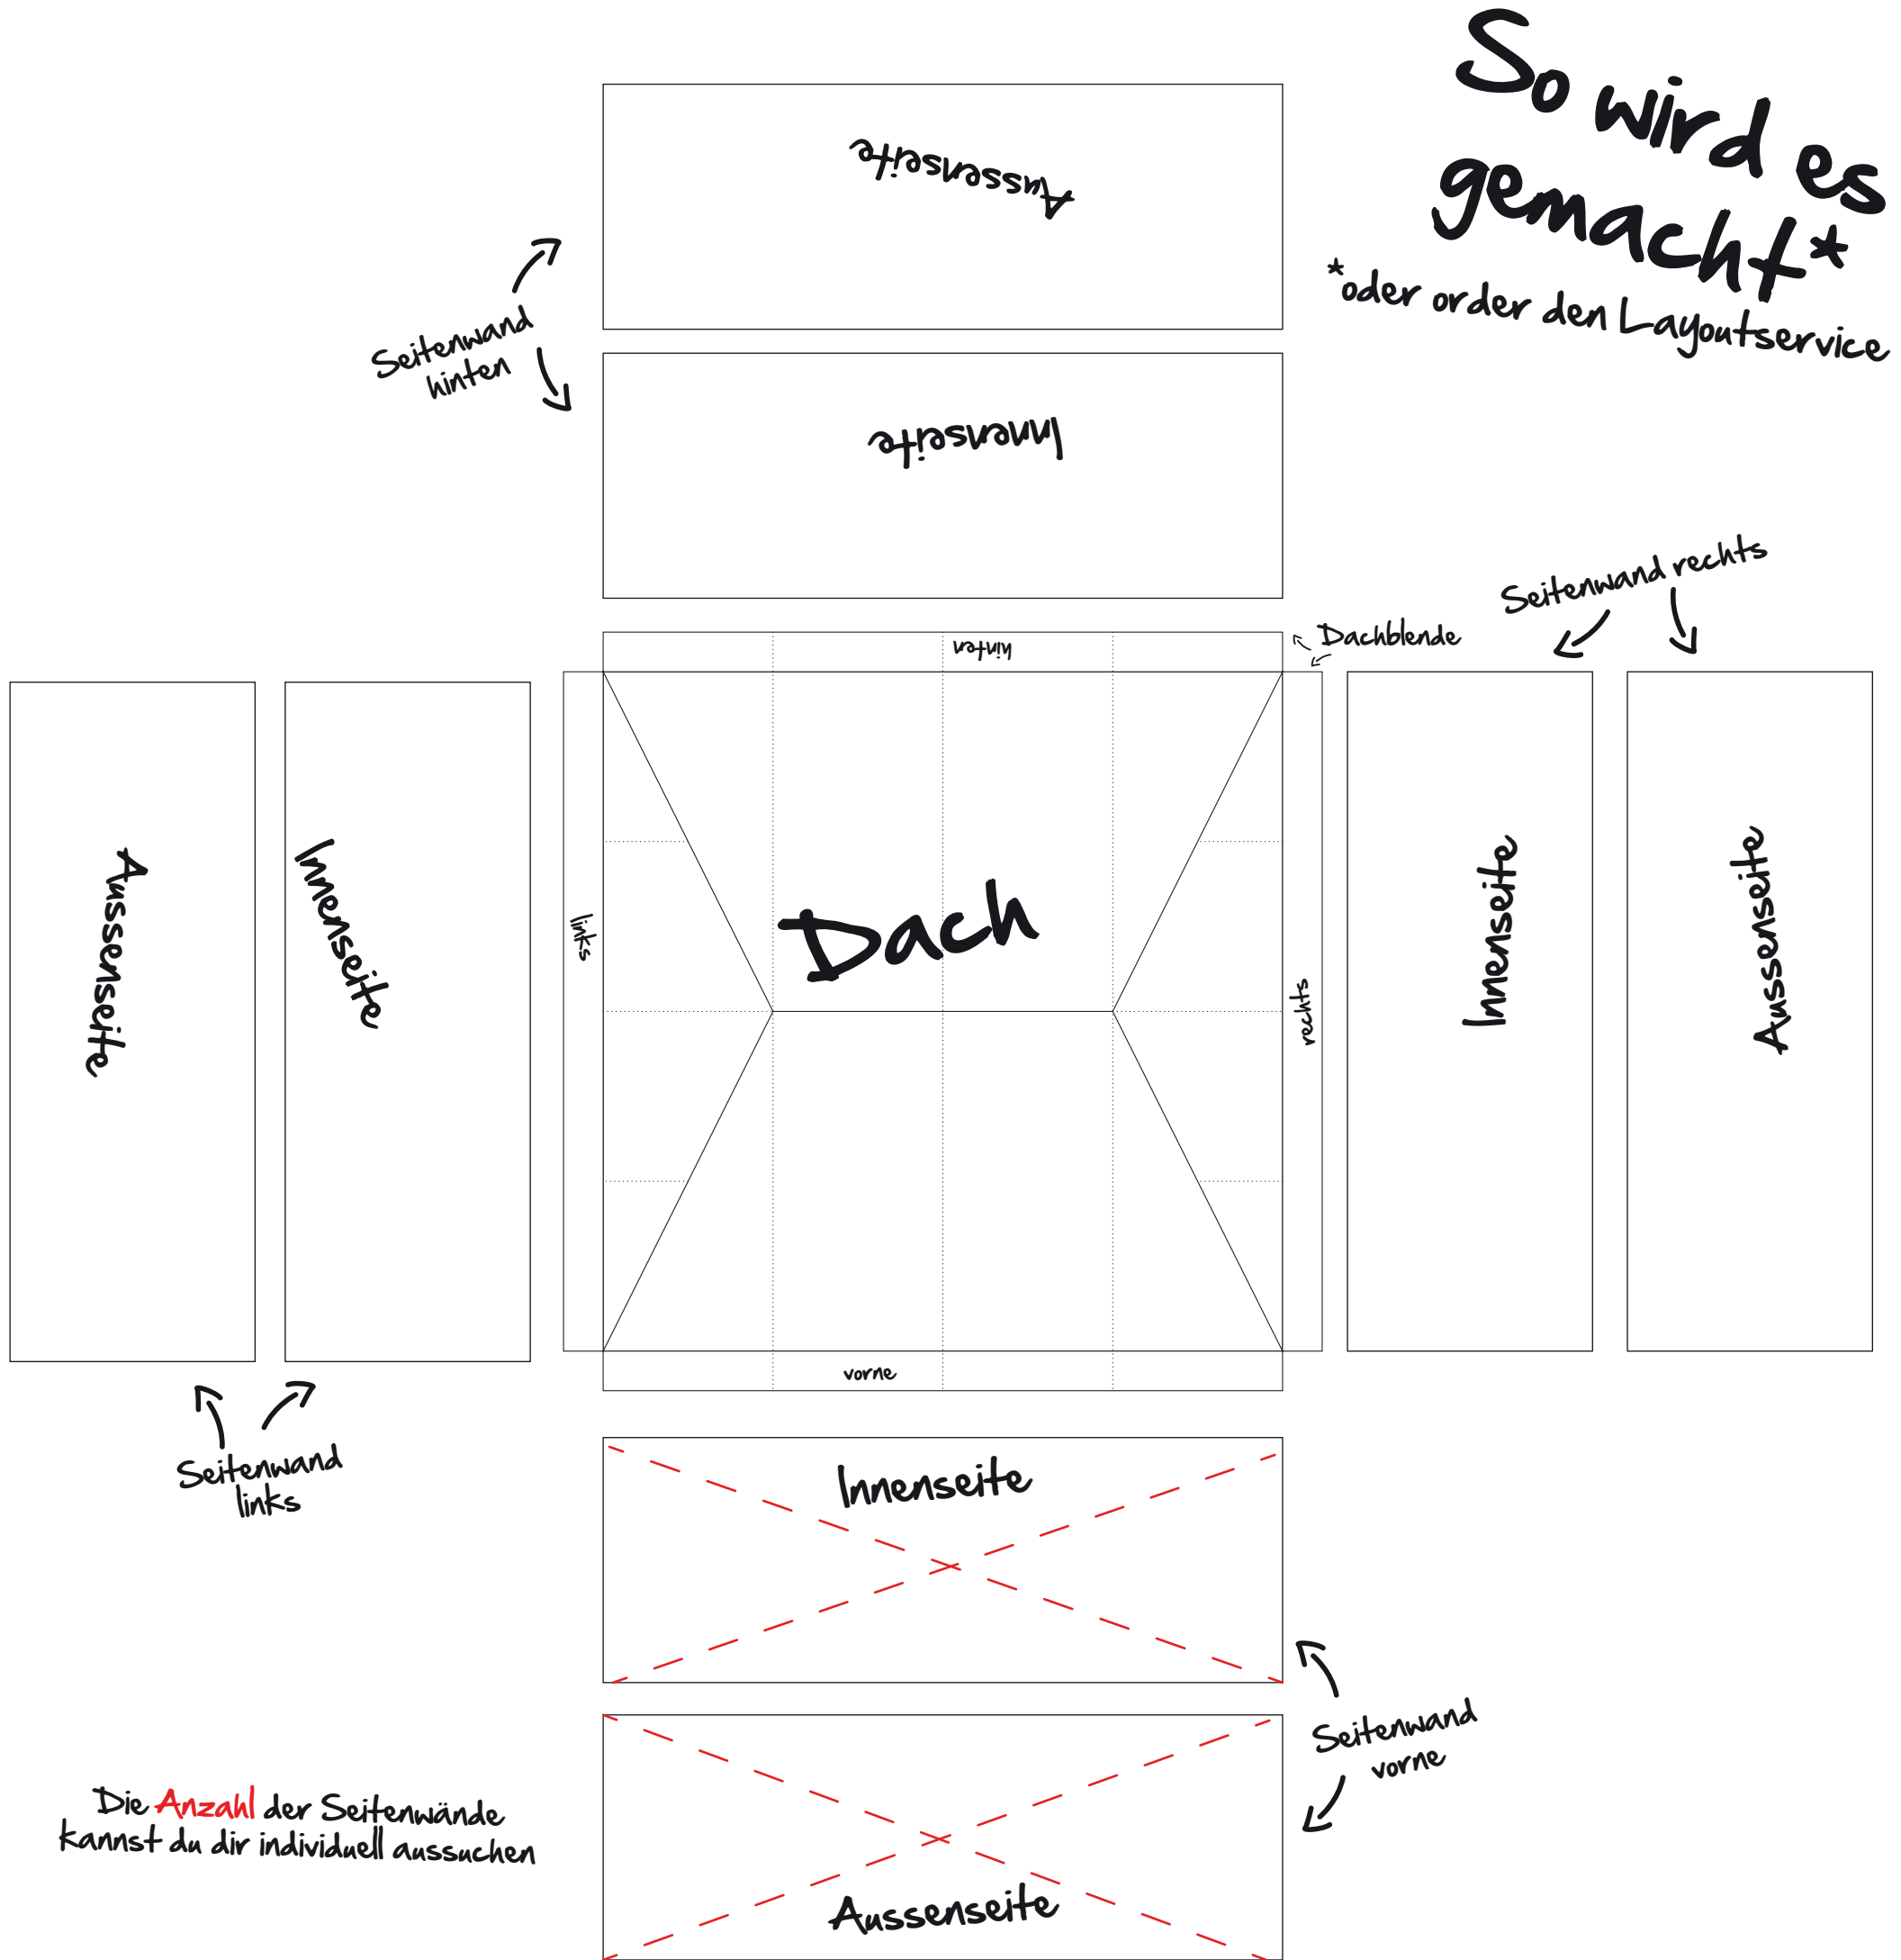 So wird es
gemacht*
*oder order den Layoutservice
Aussenseite
Seitenwand
hinten
Innenseite
Seitenwand rechts
Dachblende
hinten
Aussenseite
Innenseite
links
Dach
rechts
Innenseite
Aussenseite
vorne
Seitenwand
links
Innenseite
Seitenwand
vorne
Aussenseite
Die Anzahl der Seitenwände
kannst du dir individuell aussuchen